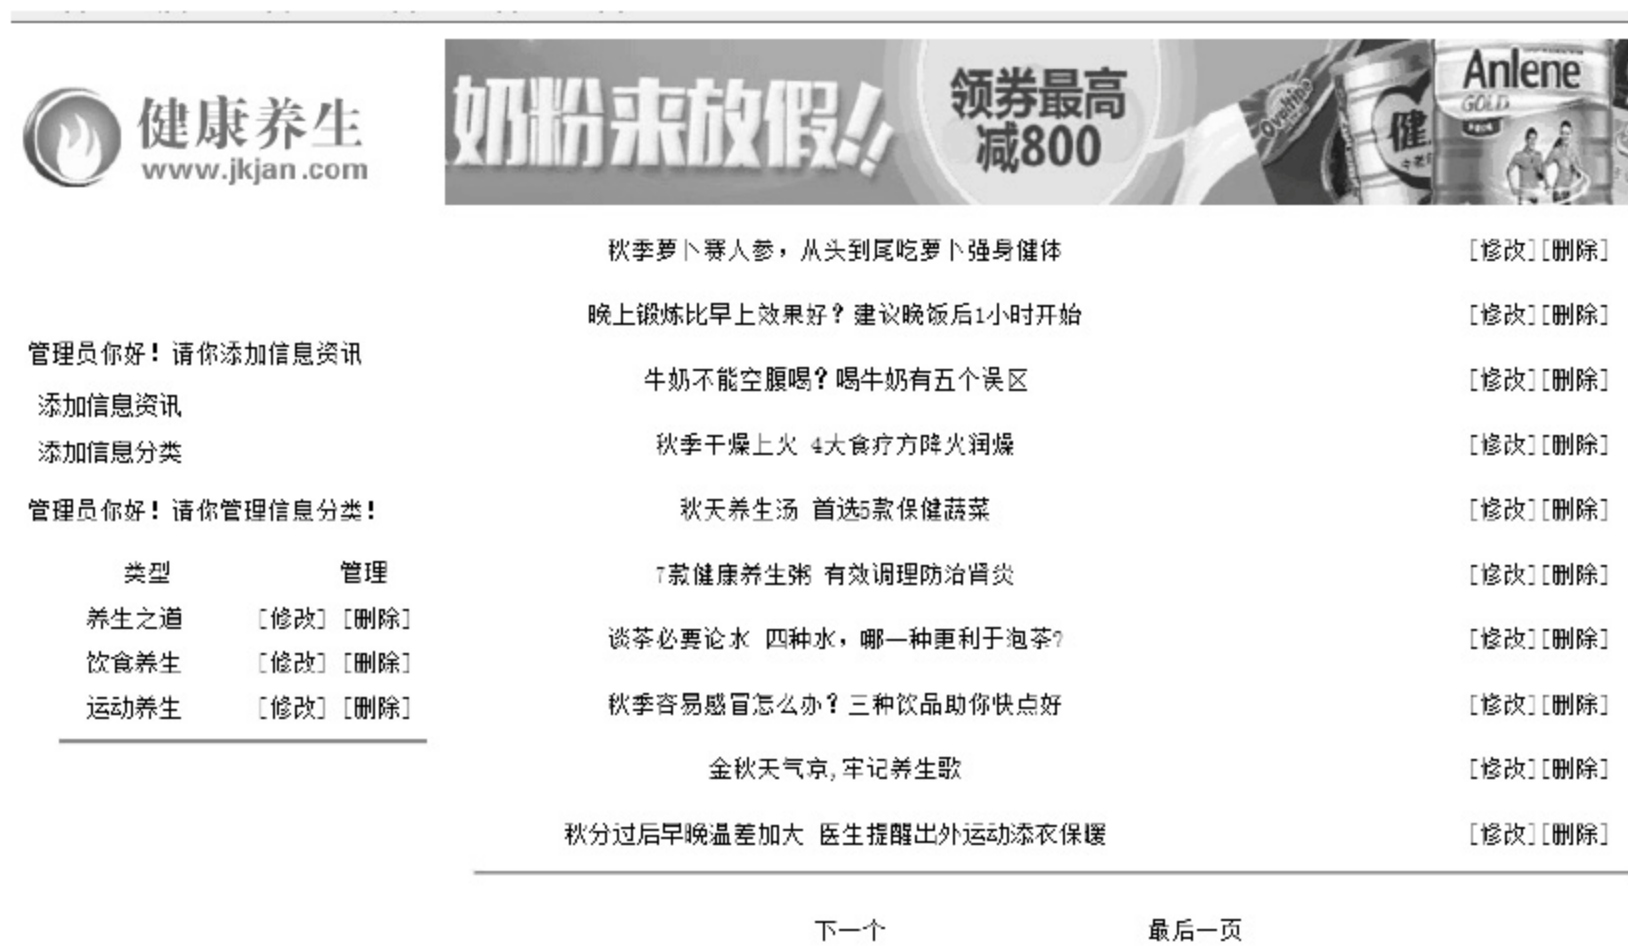 健康养生
www.jkjan.com
奶粉来放假!!
领券最高
减800
Ovaltine
健
Anlene
GOLD
管理员你好！请你添加信息资讯
添加信息资讯
添加信息分类
管理员你好！请你管理信息分类！
类型 管理
养生之道 [修改] [删除]
饮食养生 [修改] [删除]
运动养生 [修改] [删除]
秋季萝卜赛人参，从头到尾吃萝卜强身健体 [修改][删除]
晚上锻炼比早上效果好？建议晚饭后1小时开始 [修改][删除]
牛奶不能空腹喝？喝牛奶有五个误区 [修改][删除]
秋季干燥上火 4大食疗方降火润燥 [修改][删除]
秋天养生汤 首选5款保健蔬菜 [修改][删除]
7款健康养生粥 有效调理防治肾炎 [修改][删除]
谈茶必要论水 四种水，哪一种更利于泡茶? [修改][删除]
秋季容易感冒怎么办？三种饮品助你快点好 [修改][删除]
金秋天气凉,牢记养生歌 [修改][删除]
秋分过后早晚温差加大 医生提醒出外运动添衣保暖 [修改][删除]
下一个 最后一页